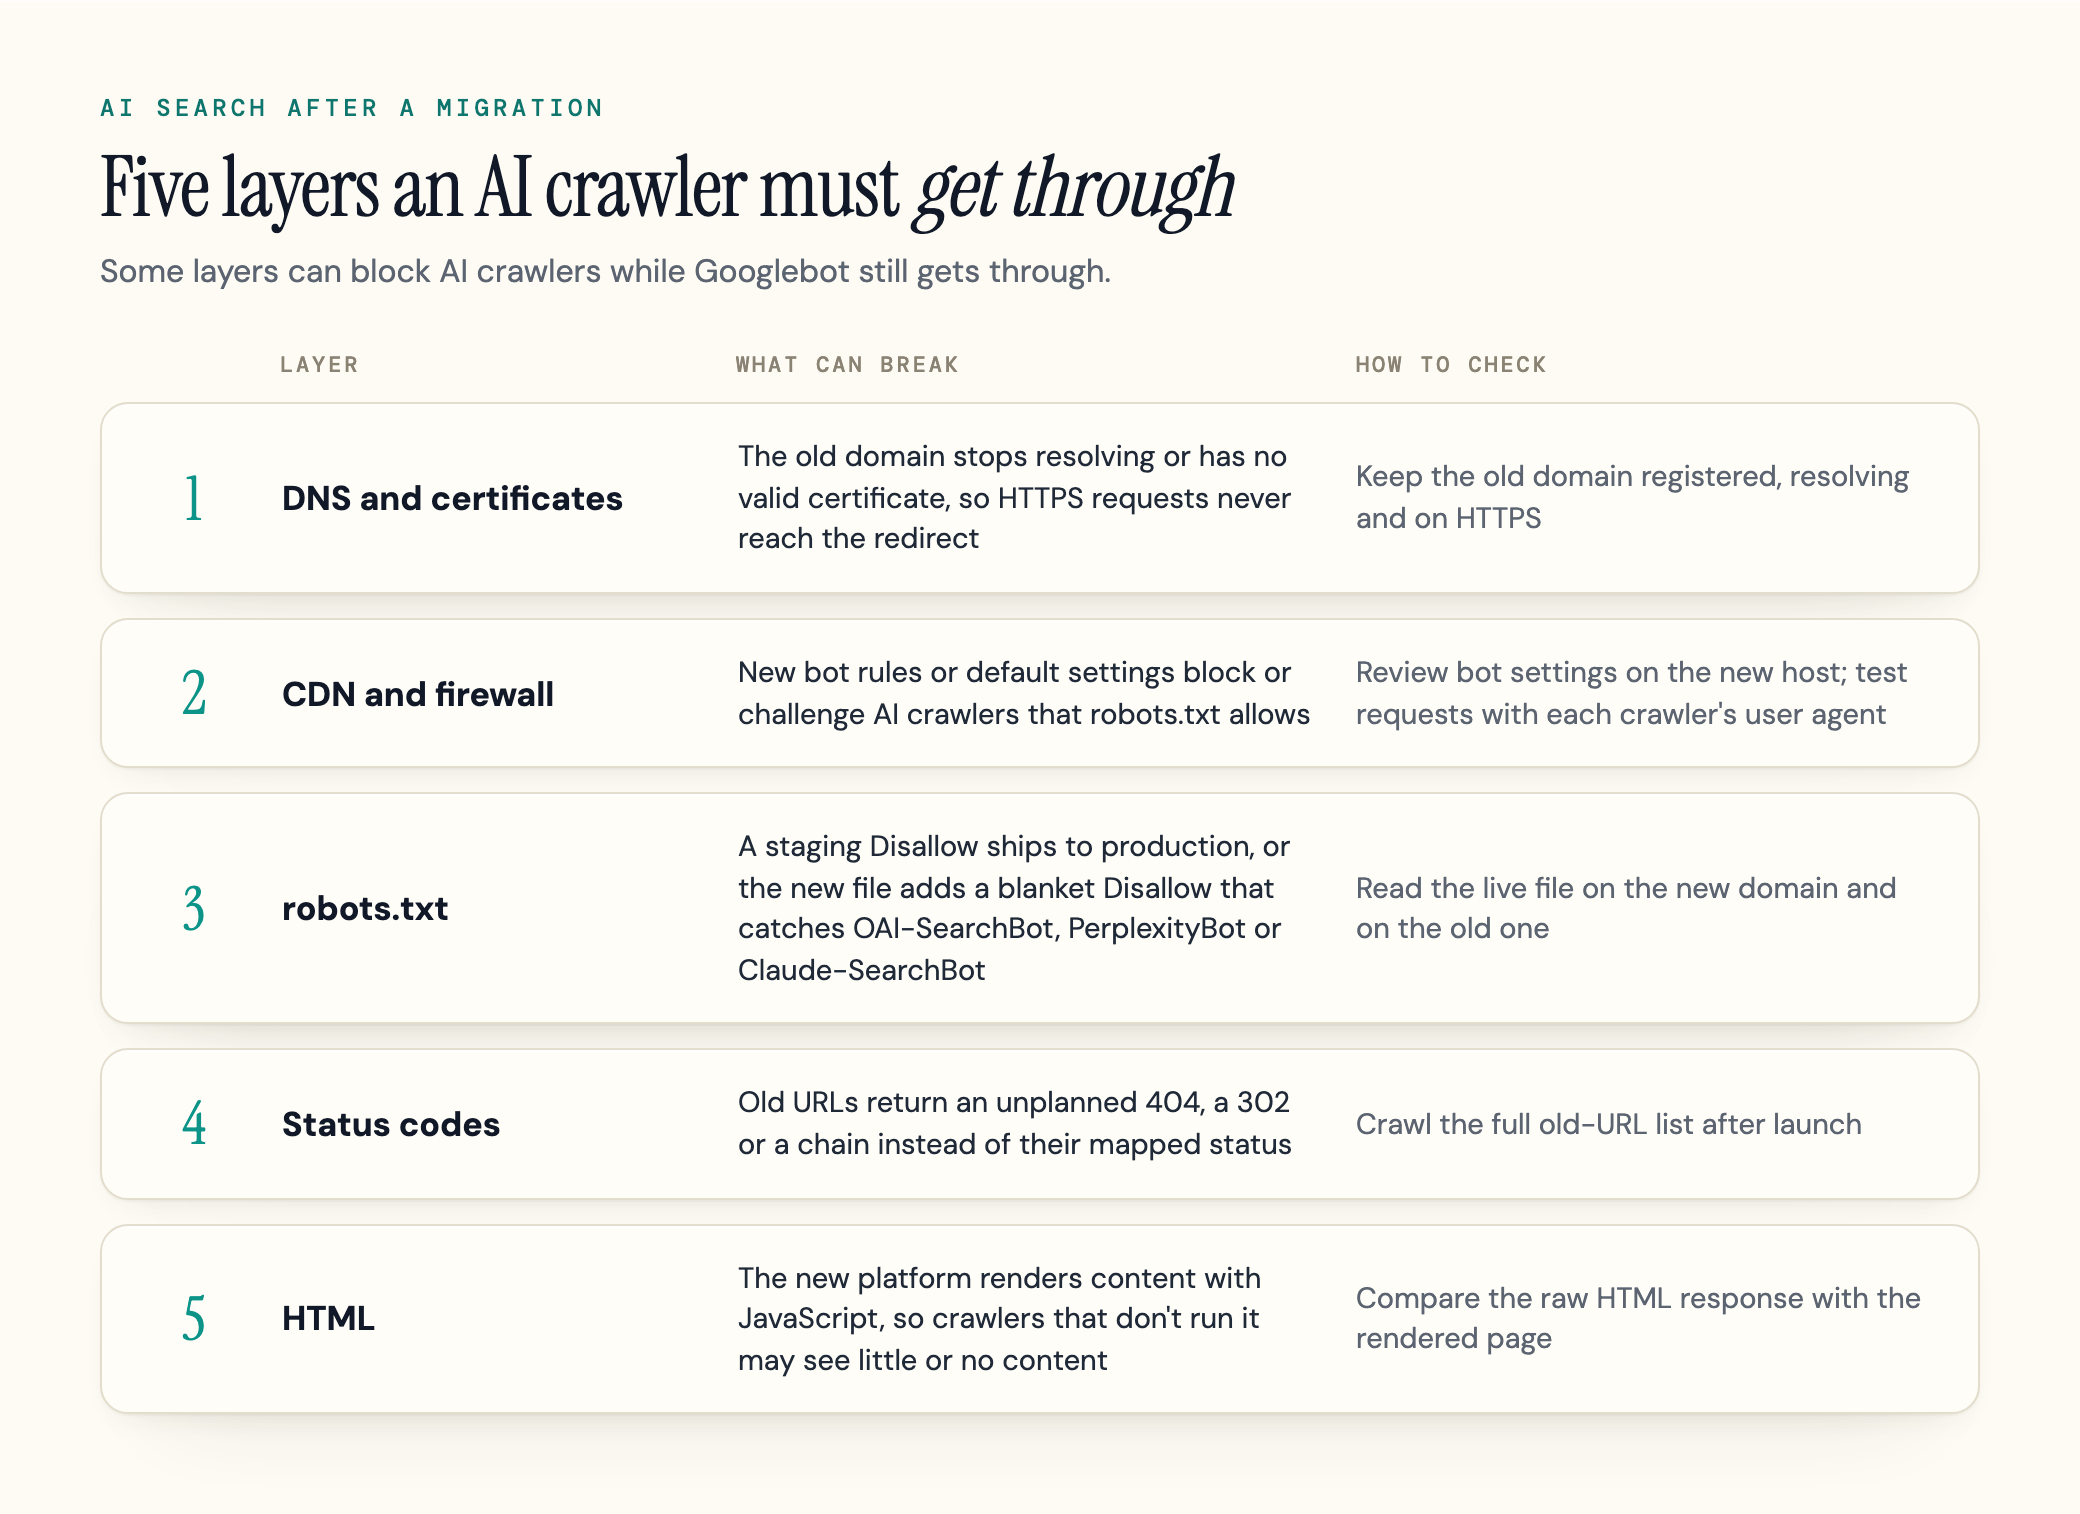 AI SEARCH AFTER A MIGRATION
Five layers an AI crawler must get through
Some layers can block AI crawlers while Googlebot still gets through.
LAYER
WHAT CAN BREAK
HOW TO CHECK
1
DNS and certificates
The old domain stops resolving or has no
valid certificate, so HTTPS requests never
reach the redirect
Keep the old domain registered, resolving
and on HTTPS
2
CDN and firewall
New bot rules or default settings block or
challenge AI crawlers that robots.txt allows
Review bot settings on the new host; test
requests with each crawler's user agent
3
robots.txt
A staging Disallow ships to production, or
the new file adds a blanket Disallow that
catches OAI-SearchBot, PerplexityBot or
Claude-SearchBot
Read the live file on the new domain and
on the old one
4
Status codes
Old URLs return an unplanned 404, a 302
or a chain instead of their mapped status
Crawl the full old-URL list after launch
5
HTML
The new platform renders content with
JavaScript, so crawlers that don't run it
may see little or no content
Compare the raw HTML response with the
rendered page